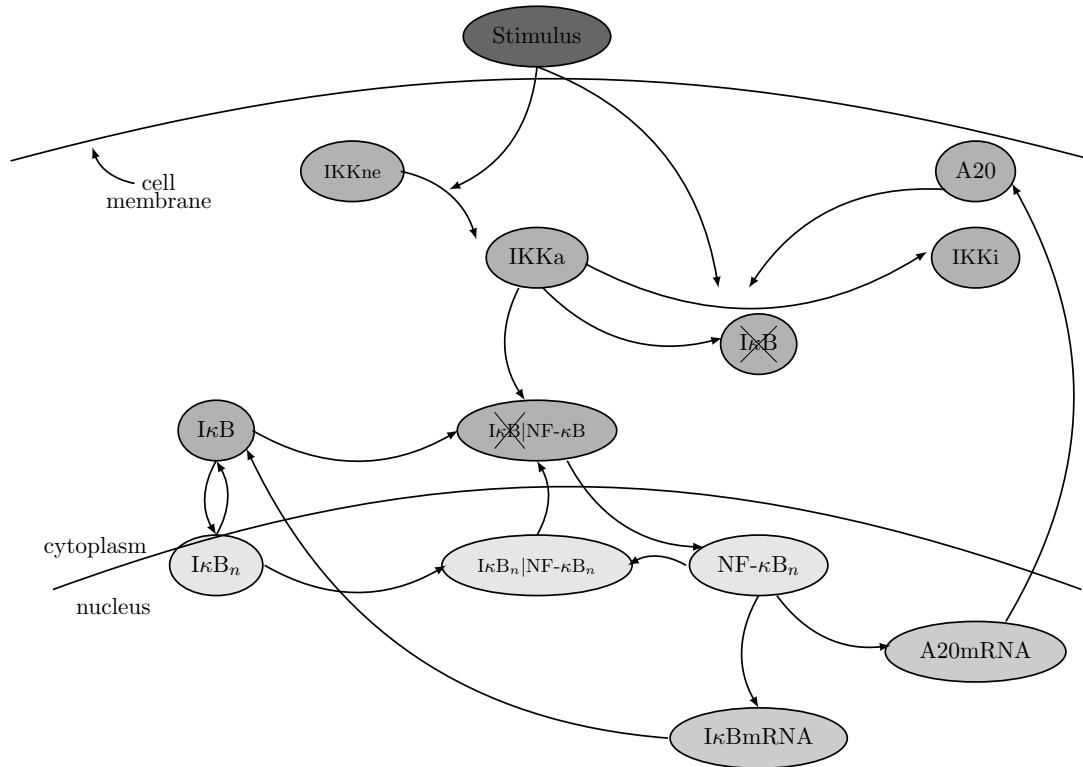 Stimulus
IKKne
A20
cell
membrane
IKKa
IKKi
IκB
IκB
IκB|NF-κB
cytoplasm
IκBₙ
IκBₙ|NF-κBₙ
NF-κBₙ
nucleus
A20mRNA
IκBmRNA